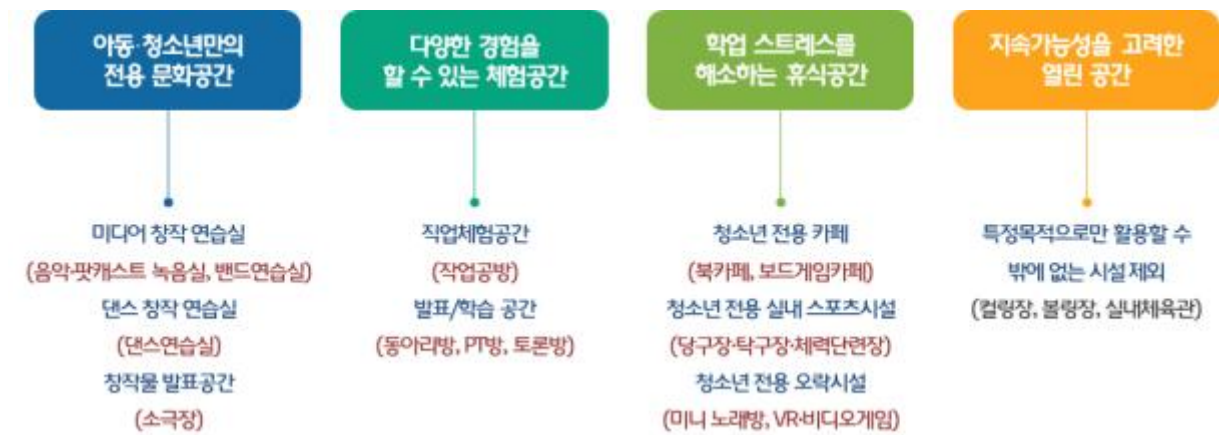 아동·청소년만의
전용 문화공간
미디어 창작 연습실
(음악·팟캐스트 녹음실, 밴드연습실)
댄스 창작 연습실
(댄스연습실)
창작물 발표공간
(소극장)
다양한 경험을
할 수 있는 체험공간
직업체험공간
(작업공방)
발표/학습 공간
(동아리방, PT방, 토론방)
학업 스트레스를
해소하는 휴식공간
청소년 전용 카페
(북카페, 보드게임카페)
청소년 전용 실내 스포츠시설
(당구장·탁구장·체력단련장)
청소년 전용 오락시설
(미니 노래방, VR·비디오게임)
지속가능성을 고려한
열린 공간
특정목적으로만 활용할 수
밖에 없는 시설 제외
(컬링장, 볼링장, 실내체육관)